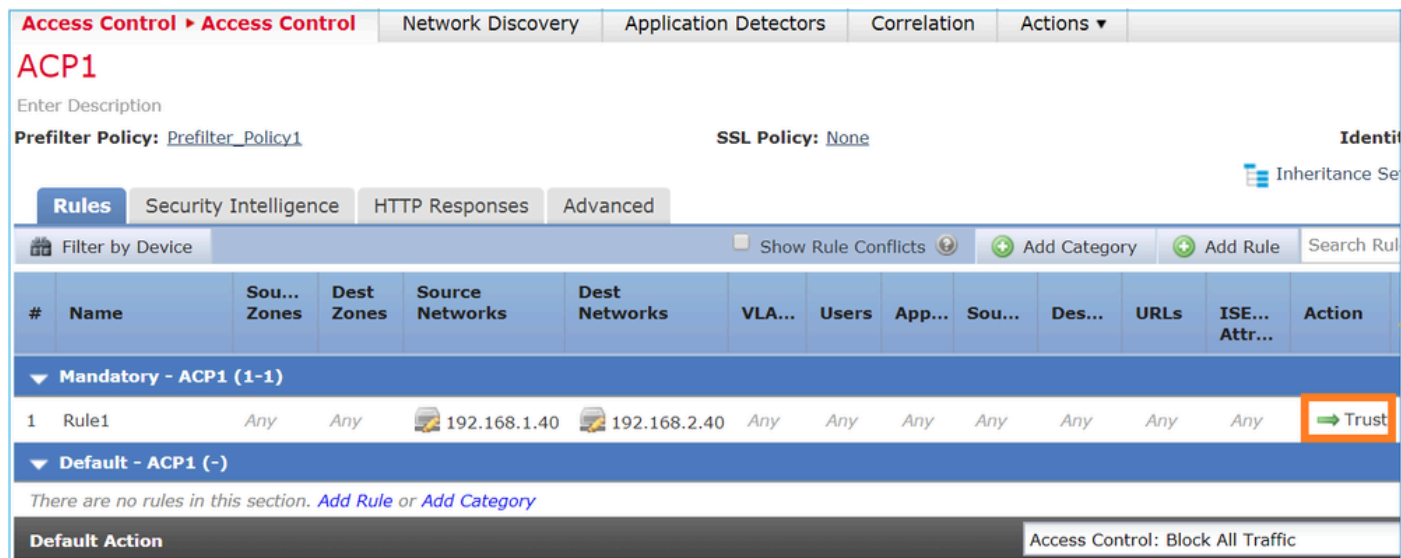 Access Control ▸ Access Control Network Discovery Application Detectors Correlation Actions ▾
ACP1
Enter Description
Prefilter Policy: Prefilter_Policy1 SSL Policy: None Identit
Inheritance Se
Rules Security Intelligence HTTP Responses Advanced
Filter by Device Show Rule Conflicts ? Add Category Add Rule Search Rul
# Name Sou... Zones Dest Zones Source Networks Dest Networks VLA... Users App... Sou... Des... URLs ISE... Attr... Action
Mandatory - ACP1 (1-1)
1 Rule1 Any Any 192.168.1.40 192.168.2.40 Any Any Any Any Any Any Any Trust
Default - ACP1 (-)
There are no rules in this section. Add Rule or Add Category
Default Action Access Control: Block All Traffic